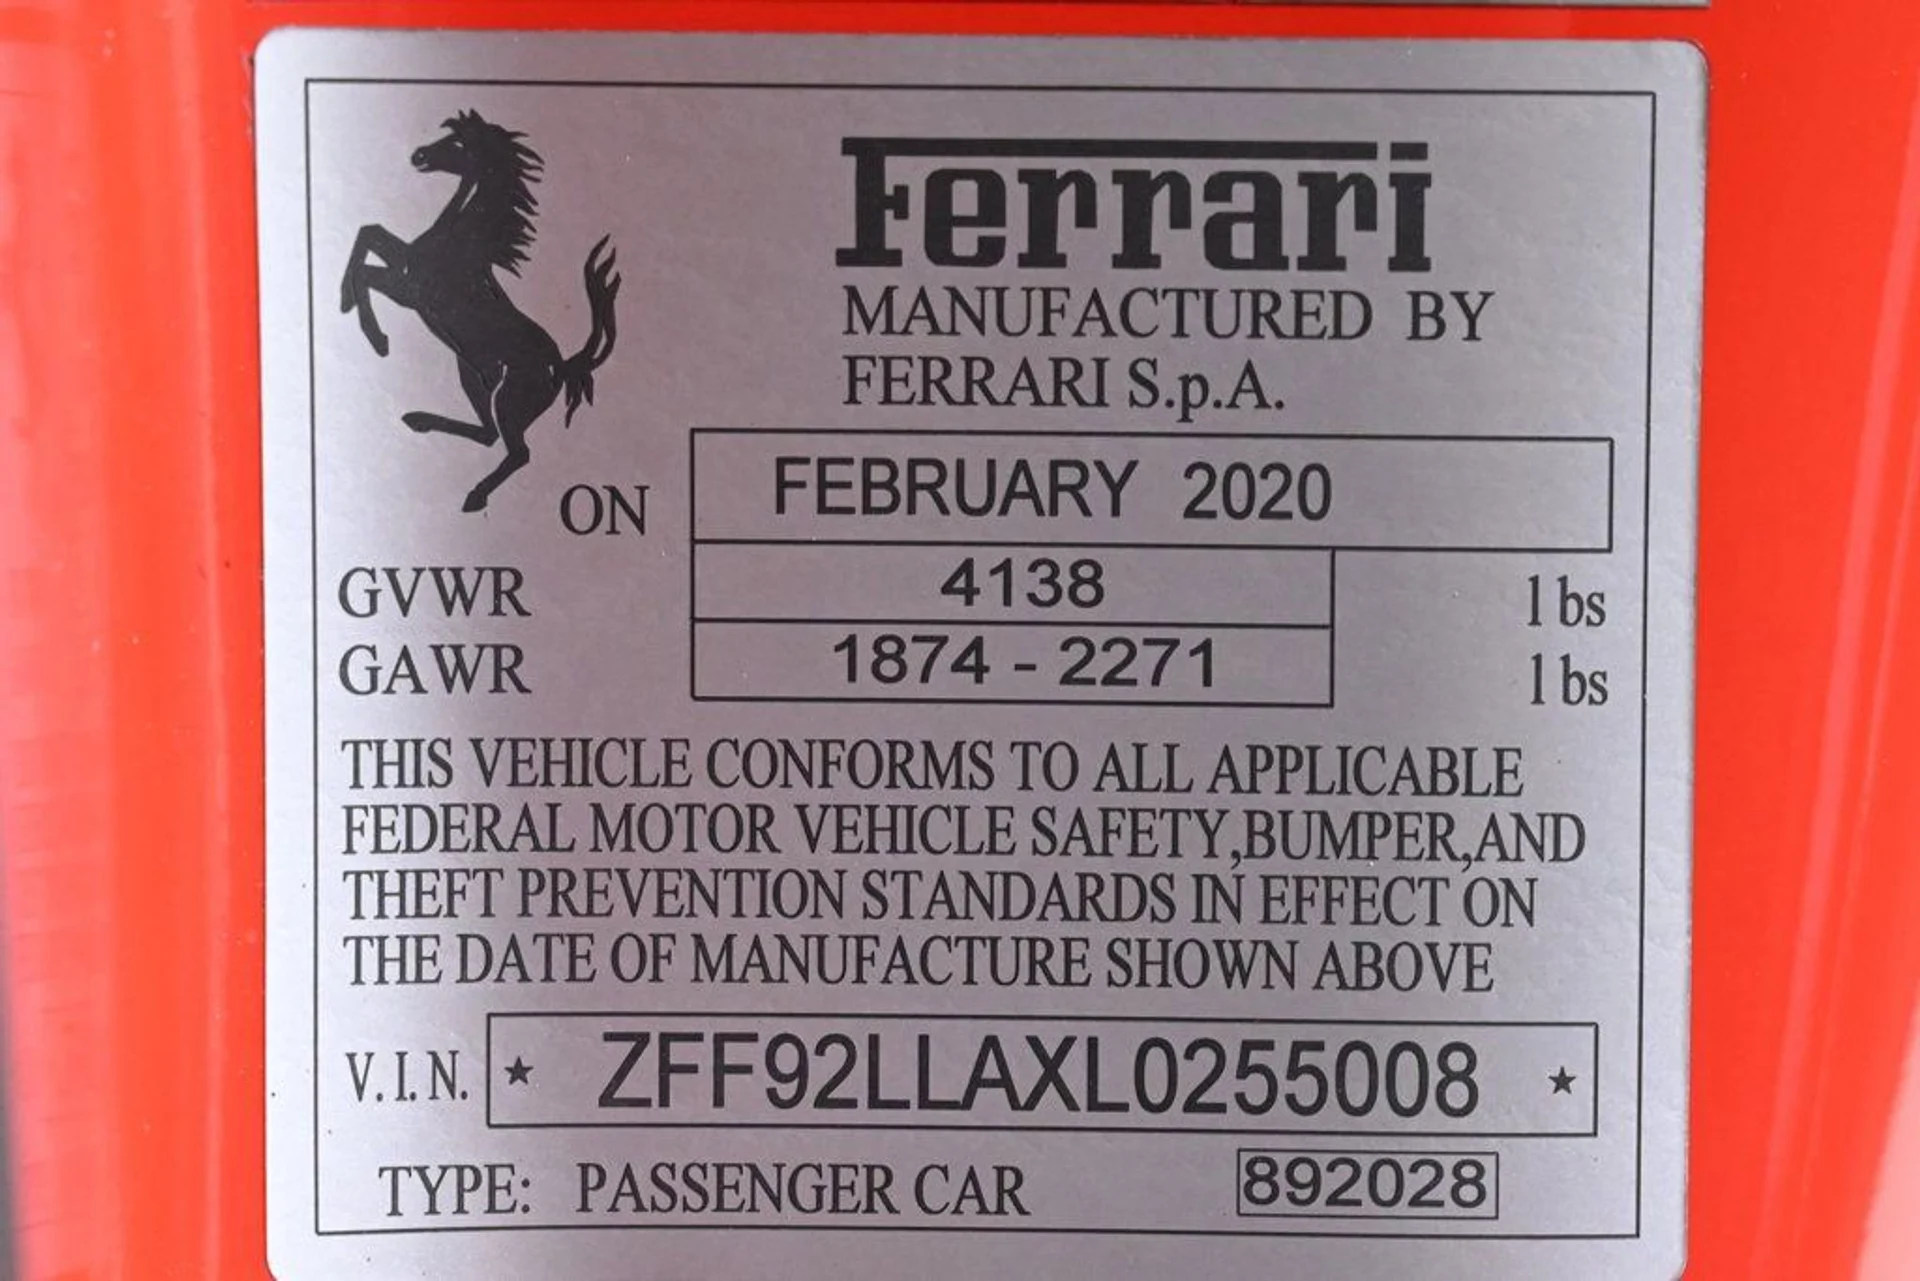 Ferrari
MANUFACTURED BY
FERRARI S.p.A.
ON FEBRUARY 2020
GVWR 4138 lbs
GAWR 1874 - 2271 lbs
THIS VEHICLE CONFORMS TO ALL APPLICABLE
FEDERAL MOTOR VEHICLE SAFETY,BUMPER,AND
THEFT PREVENTION STANDARDS IN EFFECT ON
THE DATE OF MANUFACTURE SHOWN ABOVE
V.I.N. ★ ZFF92LLAXL0255008 ★
TYPE: PASSENGER CAR 892028